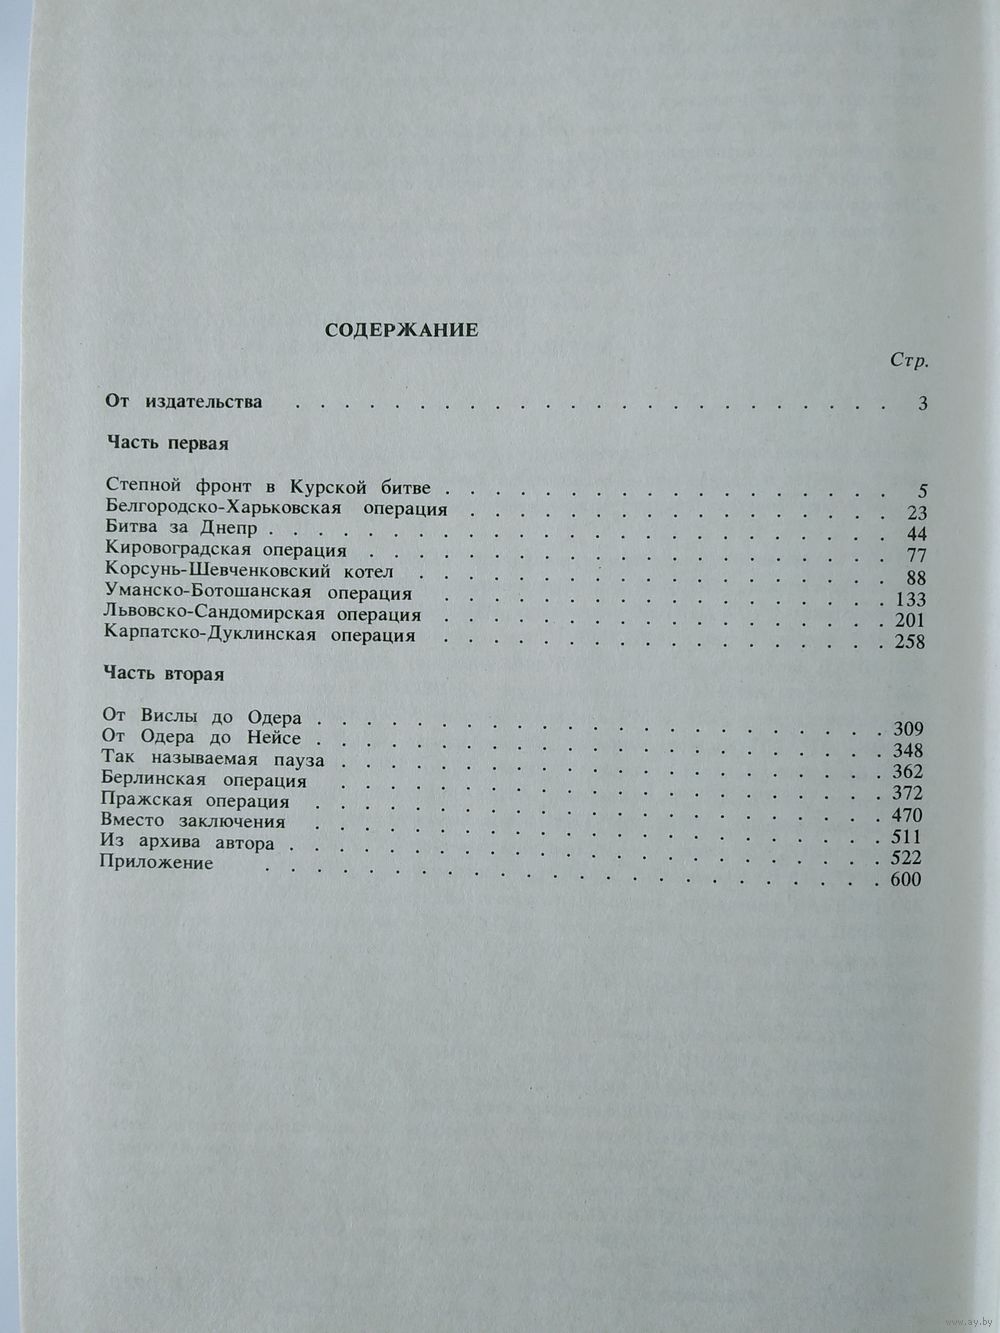 СОДЕРЖАНИЕ
Стр.
От издательства . . . . . . . . . . . . . . . . . . . . . . . . 3
Часть первая
Степной фронт в Курской битве . . . . . . . . . . . . . . . . . . 5
Белгородско-Харьковская операция . . . . . . . . . . . . . . . . . 23
Битва за Днепр . . . . . . . . . . . . . . . . . . . . . . . . . 44
Кировоградская операция . . . . . . . . . . . . . . . . . . . . . 77
Корсунь-Шевченковский котел . . . . . . . . . . . . . . . . . . . 88
Уманско-Ботошанская операция . . . . . . . . . . . . . . . . . . 133
Львовско-Сандомирская операция . . . . . . . . . . . . . . . . . . 201
Карпатско-Дуклинская операция . . . . . . . . . . . . . . . . . . 258
Часть вторая
От Вислы до Одера . . . . . . . . . . . . . . . . . . . . . . . 309
От Одера до Нейсе . . . . . . . . . . . . . . . . . . . . . . . 348
Так называемая пауза . . . . . . . . . . . . . . . . . . . . . . 362
Берлинская операция . . . . . . . . . . . . . . . . . . . . . . 372
Пражская операция . . . . . . . . . . . . . . . . . . . . . . . 470
Вместо заключения . . . . . . . . . . . . . . . . . . . . . . . 511
Из архива автора . . . . . . . . . . . . . . . . . . . . . . . . 522
Приложение . . . . . . . . . . . . . . . . . . . . . . . . . 600
www.ay.by